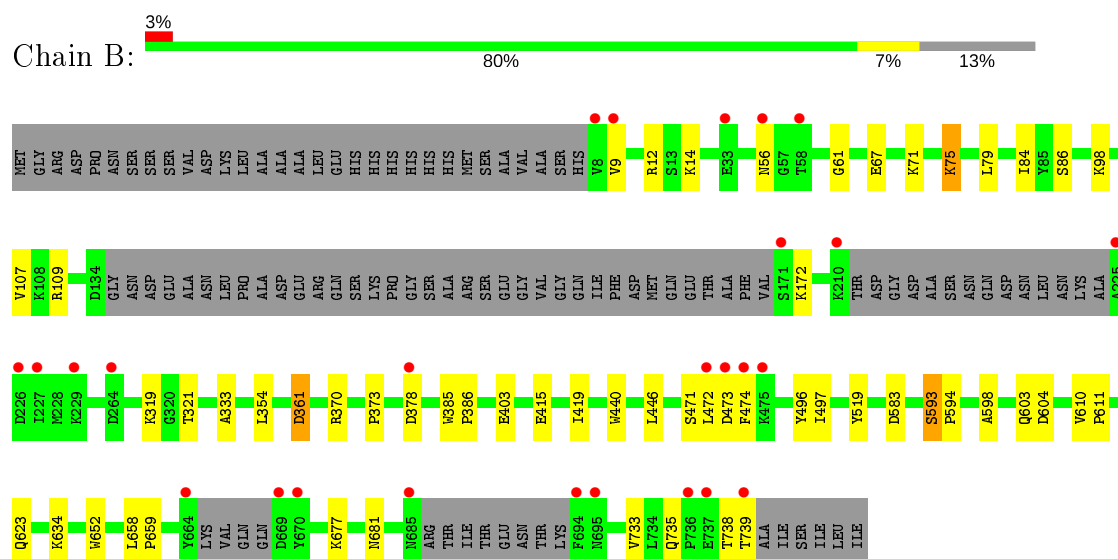 3%
Chain B:
80% 7% 13%
MET GLY ARG ASP PRO ASN SER SER SER VAL ASP LYS LEU ALA ALA ALA LEU GLU HIS HIS HIS HIS HIS HIS MET SER ALA VAL ALA SER HIS V8 V9 R12 S13 K14 E33 N56 G57 T58 G61 E67 K71 K75 L79 I84 Y85 S86 K98
V107 K108 R109 D134 GLY ASN ASP GLU ALA ASN LEU PRO ALA ASP GLU ARG GLN SER LYS PRO GLY SER ALA ARG SER GLU GLY VAL GLY GLN ILE PHE ASP MET GLN GLU THR ALA PHE VAL S171 K172 K210 THR ASP GLY ASP ALA SER ASN GLN ASP ASN LEU ASN LYS ALA A225
D226 I227 M228 K229 D264 K319 G320 T321 A333 L354 D361 R370 P373 D378 W385 P386 E403 E415 I419 W440 L446 S471 L472 D473 F474 K475 Y496 I497 Y519 D583 S593 P594 A598 Q603 D604 V610 P611
Q623 K634 W652 L658 P659 Y664 LYS VAL GLN GLN D669 Y670 K677 N681 N685 ARG THR ILE THR GLU ASN THR LYS F694 N695 V733 L734 Q735 P736 E737 T738 T739 ALA ILE SER ILE LEU ILE